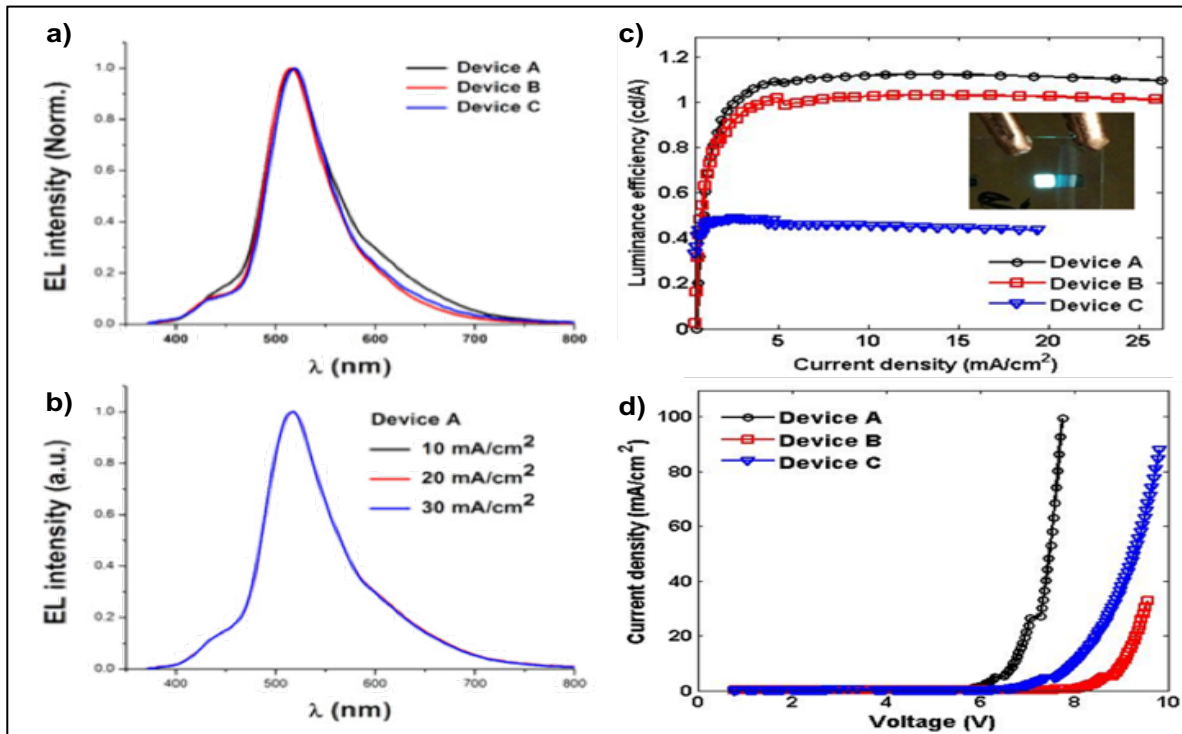 a)
EL intensity (Norm.)
1.0
0.8
0.6
0.4
0.2
0.0
Device A
Device B
Device C
400 500 600 700 800
λ (nm)
b)
EL intensity (a.u.)
1.0
0.8
0.6
0.4
0.2
0.0
Device A
10 mA/cm²
20 mA/cm²
30 mA/cm²
400 500 600 700 800
λ (nm)
c)
Luminance efficiency (cd/A)
1.2
1
0.8
0.6
0.4
0.2
0
Device A
Device B
Device C
5 10 15 20 25
Current density (mA/cm²)
d)
Current density (mA/cm²)
100
80
60
40
20
0
Device A
Device B
Device C
0 2 4 6 8 10
Voltage (V)